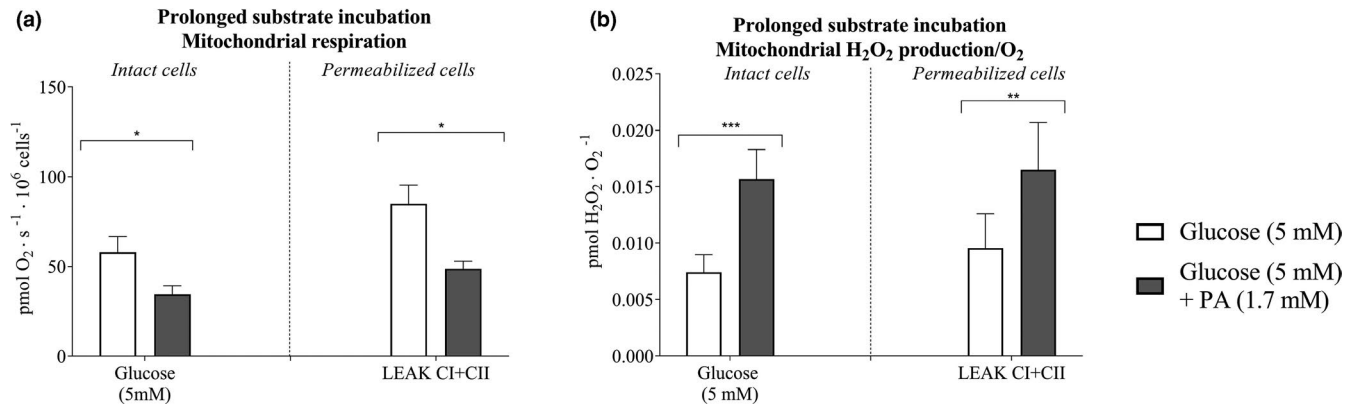 (a)
Prolonged substrate incubation
Mitochondrial respiration
Intact cells
Permeabilized cells
150
100
50
0
pmol O₂ · s⁻¹ · 10⁶ cells⁻¹
*
*
Glucose
(5mM)
LEAK CI+CII
(b)
Prolonged substrate incubation
Mitochondrial H₂O₂ production/O₂
Intact cells
Permeabilized cells
0.025
0.020
0.015
0.010
0.005
0.000
pmol H₂O₂ · O₂⁻¹
***
**
Glucose
(5 mM)
LEAK CI+CII
Glucose (5 mM)
Glucose (5 mM)
+ PA (1.7 mM)